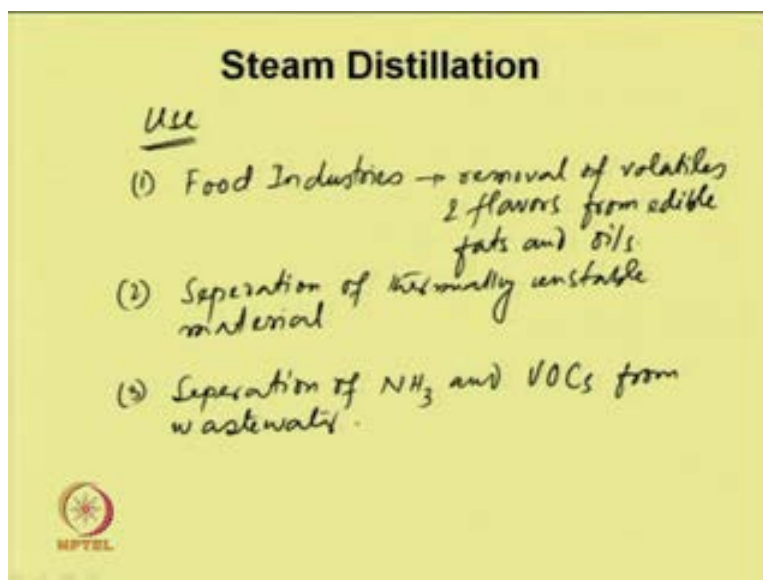 Steam Distillation
Use
(1) Food Industries → removal of volatiles
& flavors from edible
fats and oils.
(2) Seperation of thermally unstable
material
(3) Seperation of NH3 and VOCs from
wastewater.
NPTEL